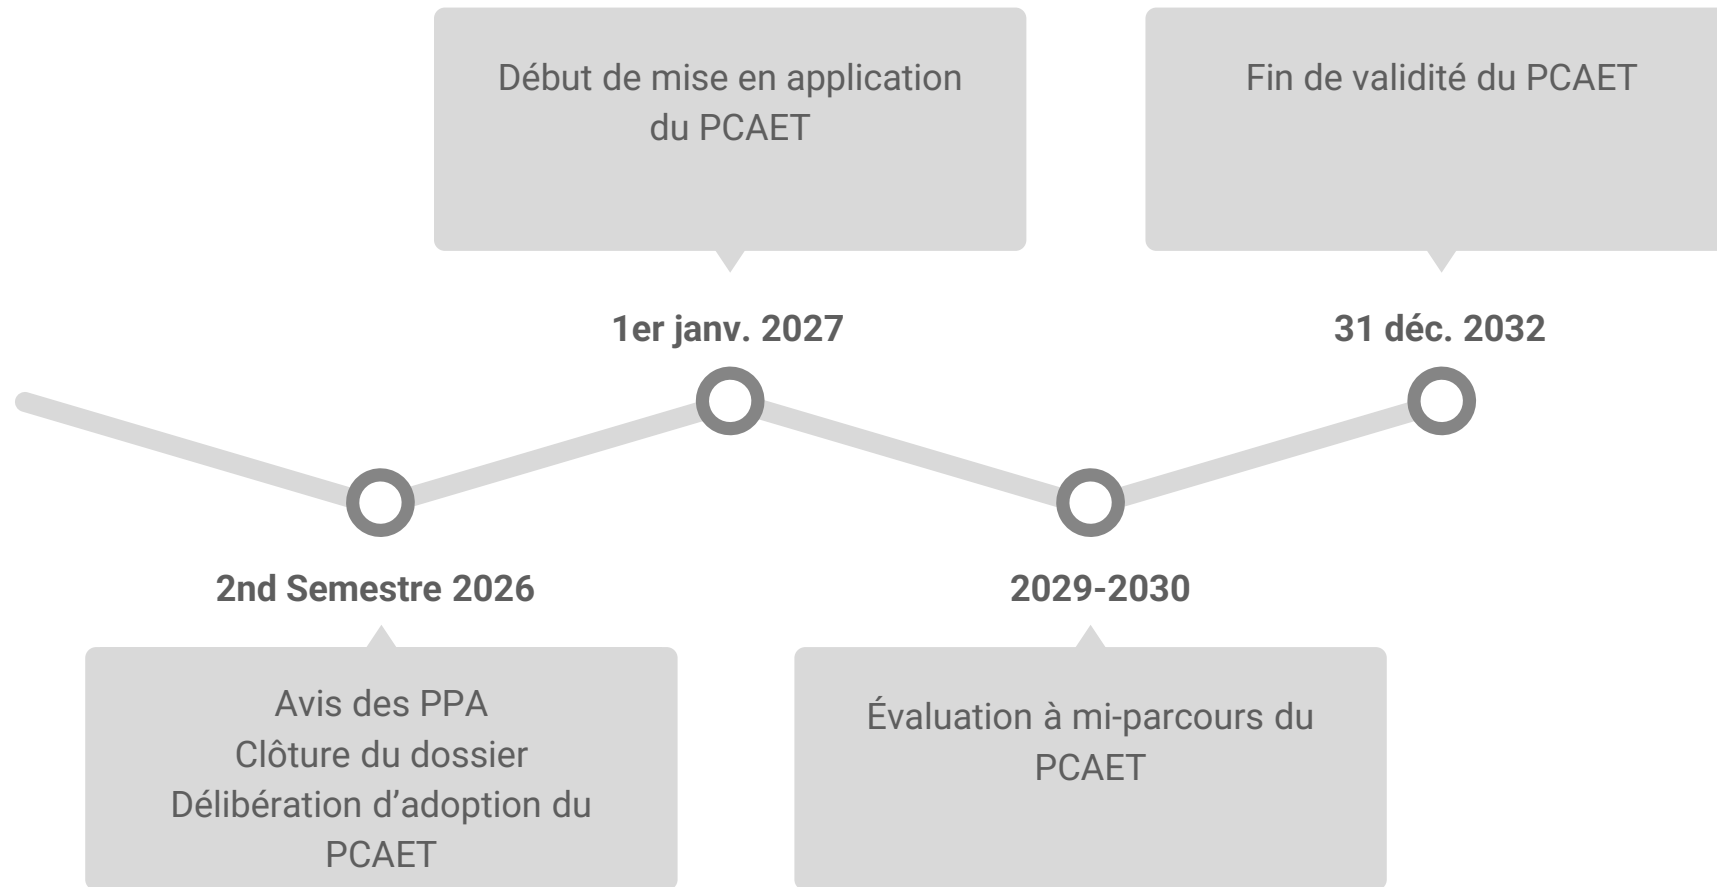 Début de mise en application
du PCAET
Fin de validité du PCAET
1er janv. 2027
31 déc. 2032
2nd Semestre 2026
2029-2030
Avis des PPA
Clôture du dossier
Délibération d’adoption du
PCAET
Évaluation à mi-parcours du
PCAET